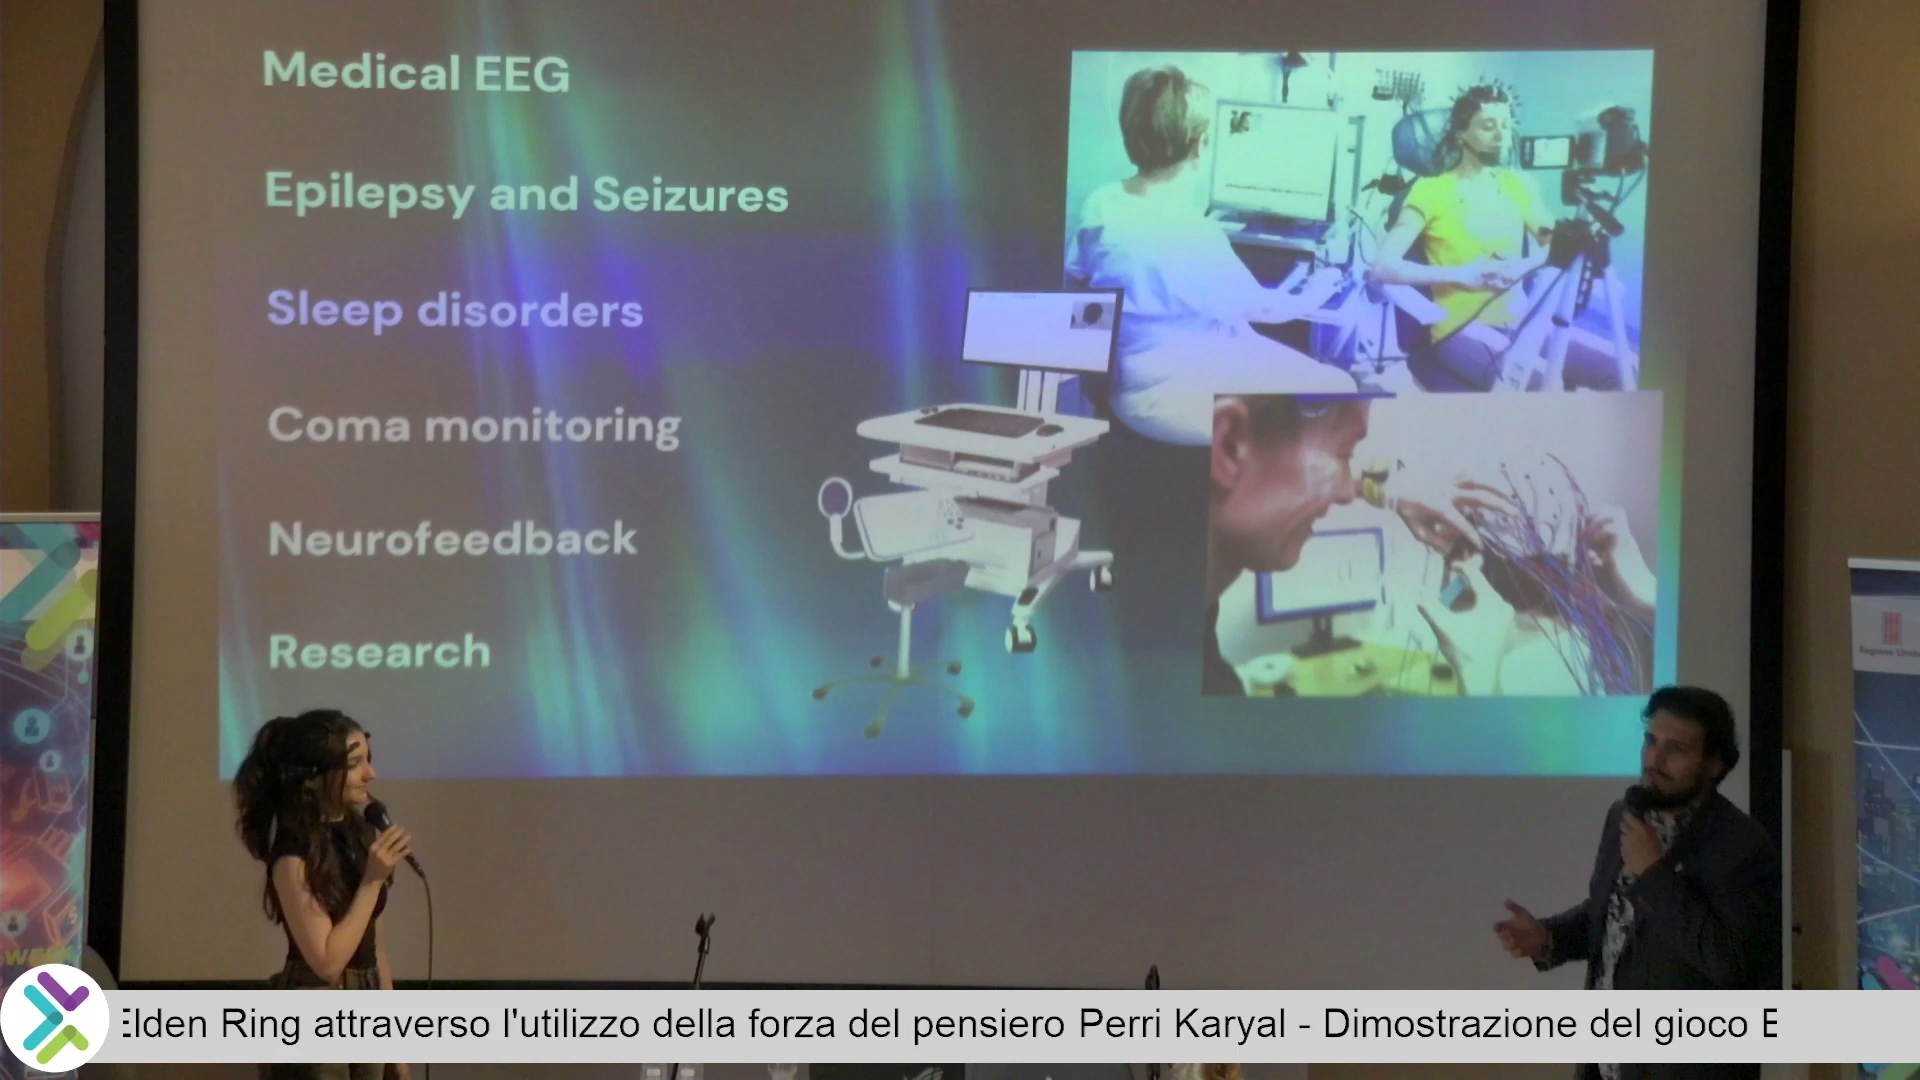 Medical EEG
Epilepsy and Seizures
Sleep disorders
Coma monitoring
Neurofeedback
Research
Elden Ring attraverso l'utilizzo della forza del pensiero Perri Karyal - Dimostrazione del gioco E